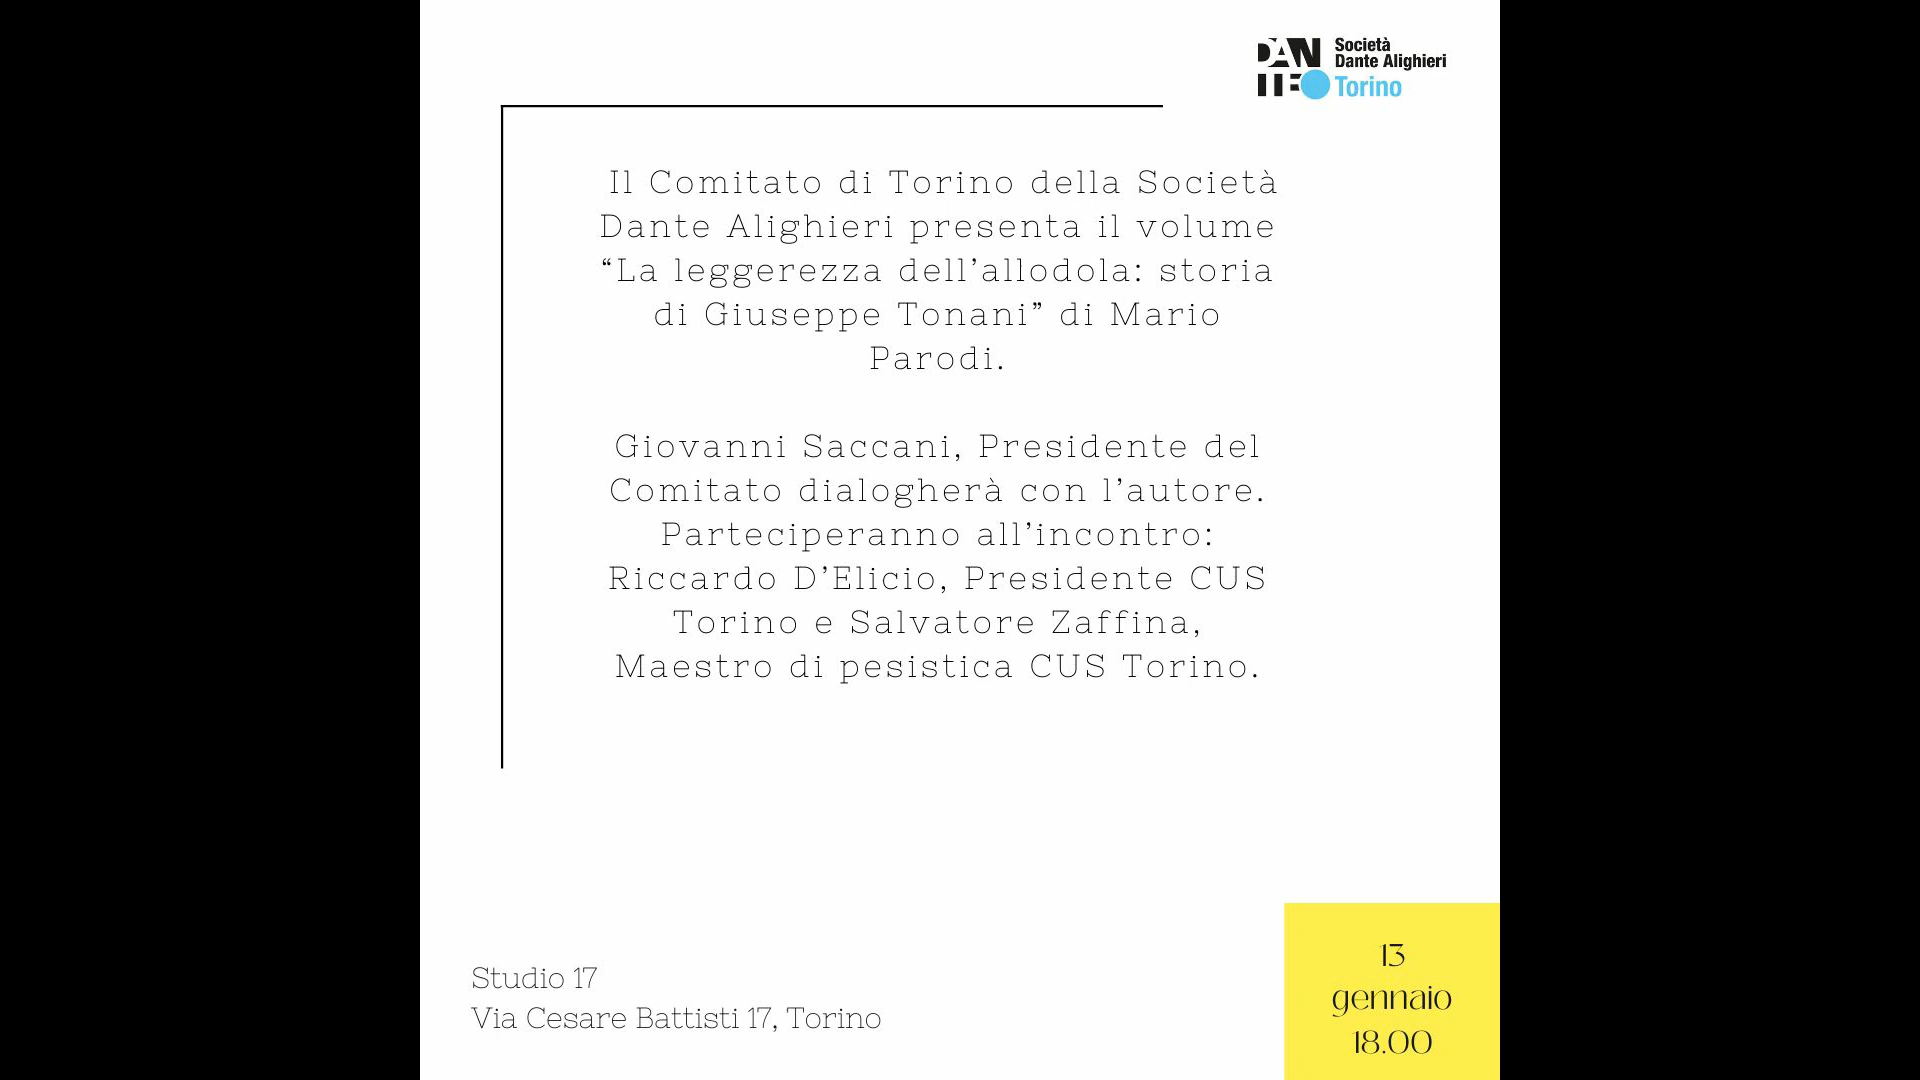 DANTE
Società
Dante Alighieri
Torino
Il Comitato di Torino della Società
Dante Alighieri presenta il volume
“La leggerezza dell’allodola: storia
di Giuseppe Tonani” di Mario
Parodi.
Giovanni Saccani, Presidente del
Comitato dialogherà con l’autore.
Parteciperanno all’incontro:
Riccardo D’Elicio, Presidente CUS
Torino e Salvatore Zaffina,
Maestro di pesistica CUS Torino.
Studio 17
Via Cesare Battisti 17, Torino
13
gennaio
18.00